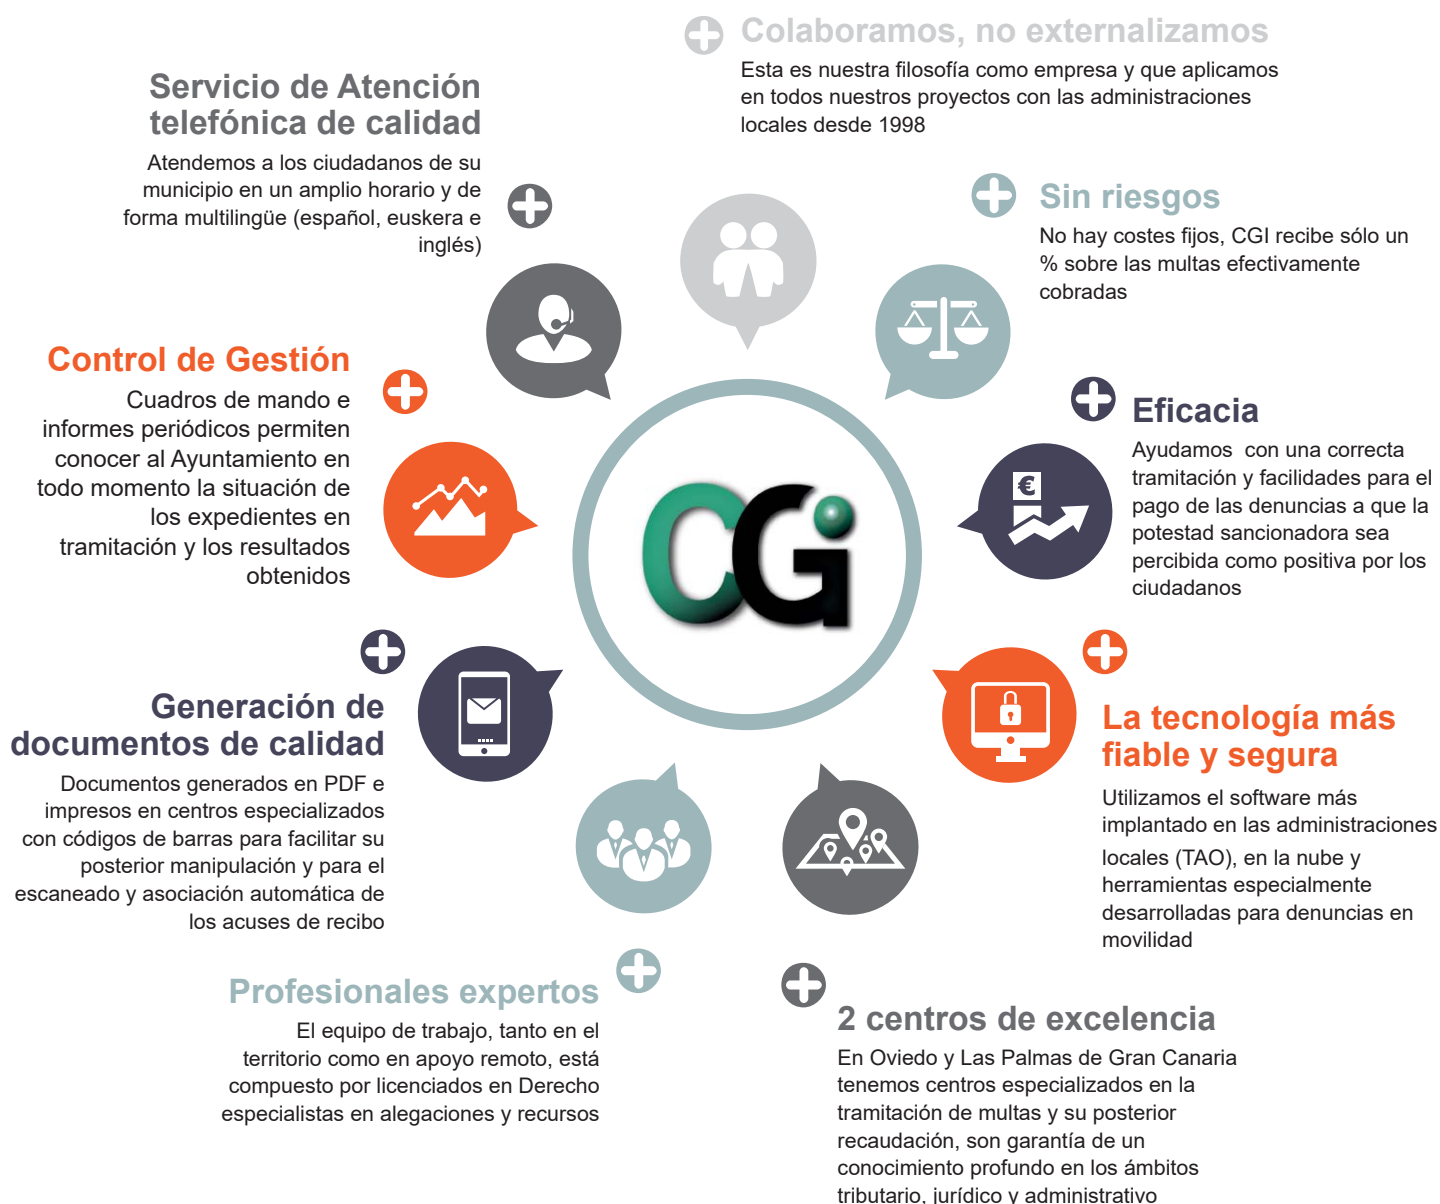 Colaboramos, no externalizamos
Esta es nuestra filosofía como empresa y que aplicamos
en todos nuestros proyectos con las administraciones
locales desde 1998
Servicio de Atención
telefónica de calidad
Atendemos a los ciudadanos de su
municipio en un amplio horario y de
forma multilingüe (español, euskera e
inglés)
Sin riesgos
No hay costes fijos, CGI recibe sólo un
% sobre las multas efectivamente
cobradas
Control de Gestión
Cuadros de mando e
informes periódicos permiten
conocer al Ayuntamiento en
todo momento la situación de
los expedientes en
tramitación y los resultados
obtenidos
Eficacia
Ayudamos  con una correcta
tramitación y facilidades para el
pago de las denuncias a que la
potestad sancionadora sea
percibida como positiva por los
ciudadanos
€
CGi
Generación de
documentos de calidad
Documentos generados en PDF e
impresos en centros especializados
con códigos de barras para facilitar su
posterior manipulación y para el
escaneado y asociación automática de
los acuses de recibo
La tecnología más
fiable y segura
Utilizamos el software más
implantado en las administraciones
locales (TAO), en la nube y
herramientas especialmente
desarrolladas para denuncias en
movilidad
Profesionales expertos
El equipo de trabajo, tanto en el
territorio como en apoyo remoto, está
compuesto por licenciados en Derecho
especialistas en alegaciones y recursos
2 centros de excelencia
En Oviedo y Las Palmas de Gran Canaria
tenemos centros especializados en la
tramitación de multas y su posterior
recaudación, son garantía de un
conocimiento profundo en los ámbitos
tributario, jurídico y administrativo